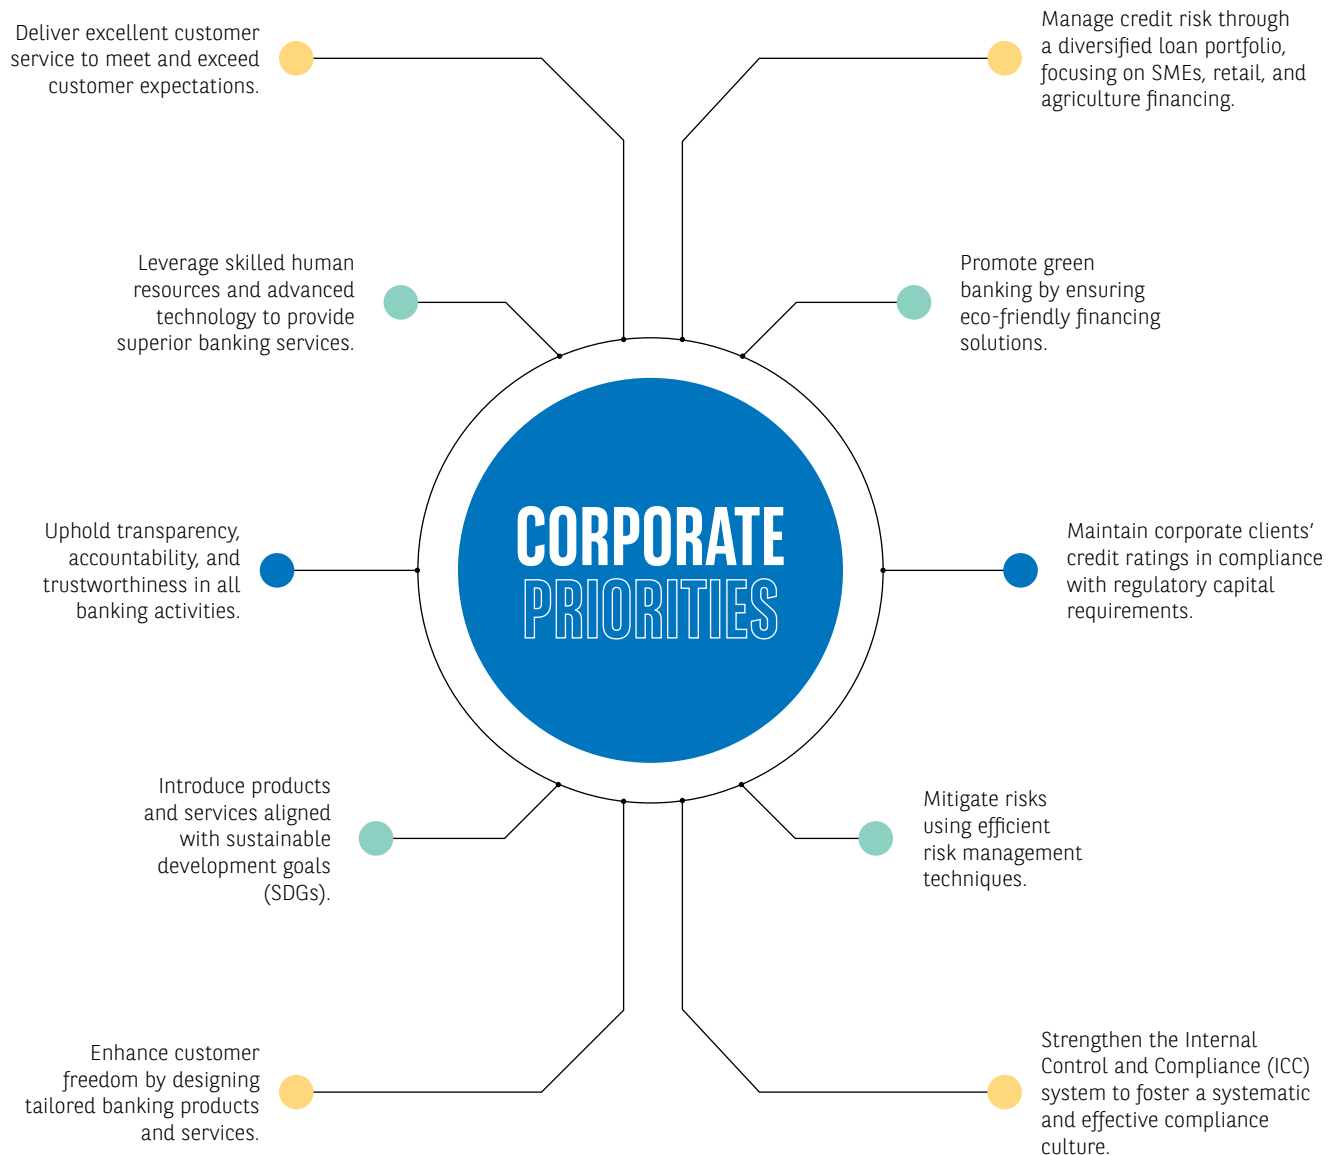 Deliver excellent customer
service to meet and exceed
customer expectations.
Manage credit risk through
a diversified loan portfolio,
focusing on SMEs, retail, and
agriculture financing.
Leverage skilled human
resources and advanced
technology to provide
superior banking services.
Promote green
banking by ensuring
eco-friendly financing
solutions.
CORPORATE
PRIORITIES
Uphold transparency,
accountability, and
trustworthiness in all
banking activities.
Maintain corporate clients’
credit ratings in compliance
with regulatory capital
requirements.
Introduce products
and services aligned
with sustainable
development goals
(SDGs).
Mitigate risks
using efficient
risk management
techniques.
Enhance customer
freedom by designing
tailored banking products
and services.
Strengthen the Internal
Control and Compliance (ICC)
system to foster a systematic
and effective compliance
culture.